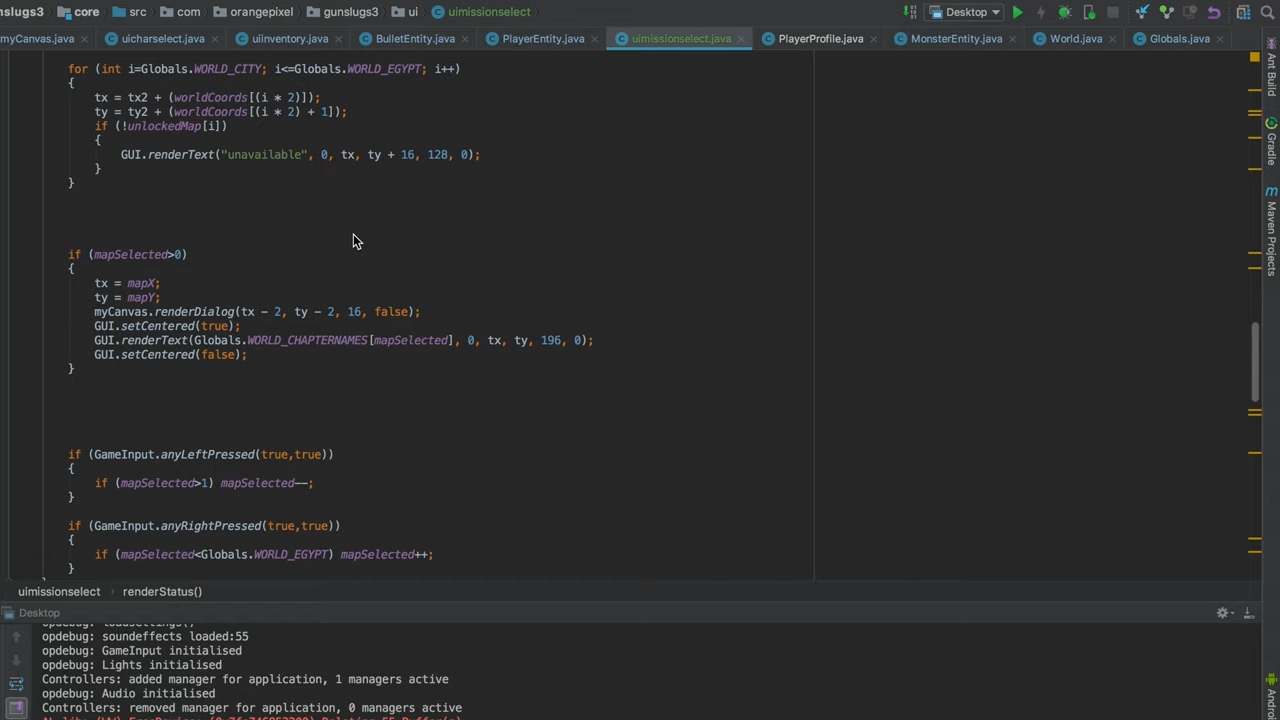 nslugs3 core src com orangepixel gunslugs3 ui uimissionselect Desktop
myCanvas.java uicharselect.java uiinventory.java BulletEntity.java PlayerEntity.java uimissionselect.java PlayerProfile.java MonsterEntity.java World.java Globals.java
for (int i=Globals.WORLD_CITY; i<=Globals.WORLD_EGYPT; i++)
{
tx = tx2 + (worldCoords[(i * 2)]);
ty = ty2 + (worldCoords[(i * 2) + 1]);
if (!unlockedMap[i])
{
GUI.renderText("unavailable", 0, tx, ty + 16, 128, 0);
}
}
if (mapSelected>0)
{
tx = mapX;
ty = mapY;
myCanvas.renderDialog(tx - 2, ty - 2, 16, false);
GUI.setCentered(true);
GUI.renderText(Globals.WORLD_CHAPTERNAMES[mapSelected], 0, tx, ty, 196, 0);
GUI.setCentered(false);
}
if (GameInput.anyLeftPressed(true,true))
{
if (mapSelected>1) mapSelected--;
}
if (GameInput.anyRightPressed(true,true))
{
if (mapSelected<Globals.WORLD_EGYPT) mapSelected++;
}
uimissionselect renderStatus()
Desktop
opdebug: loadsettings()
opdebug: soundeffects loaded:55
opdebug: GameInput initialised
opdebug: Lights initialised
Controllers: added manager for application, 1 managers active
opdebug: Audio initialised
Controllers: removed manager for application, 0 managers active
Ant Build
Gradle
Maven Projects